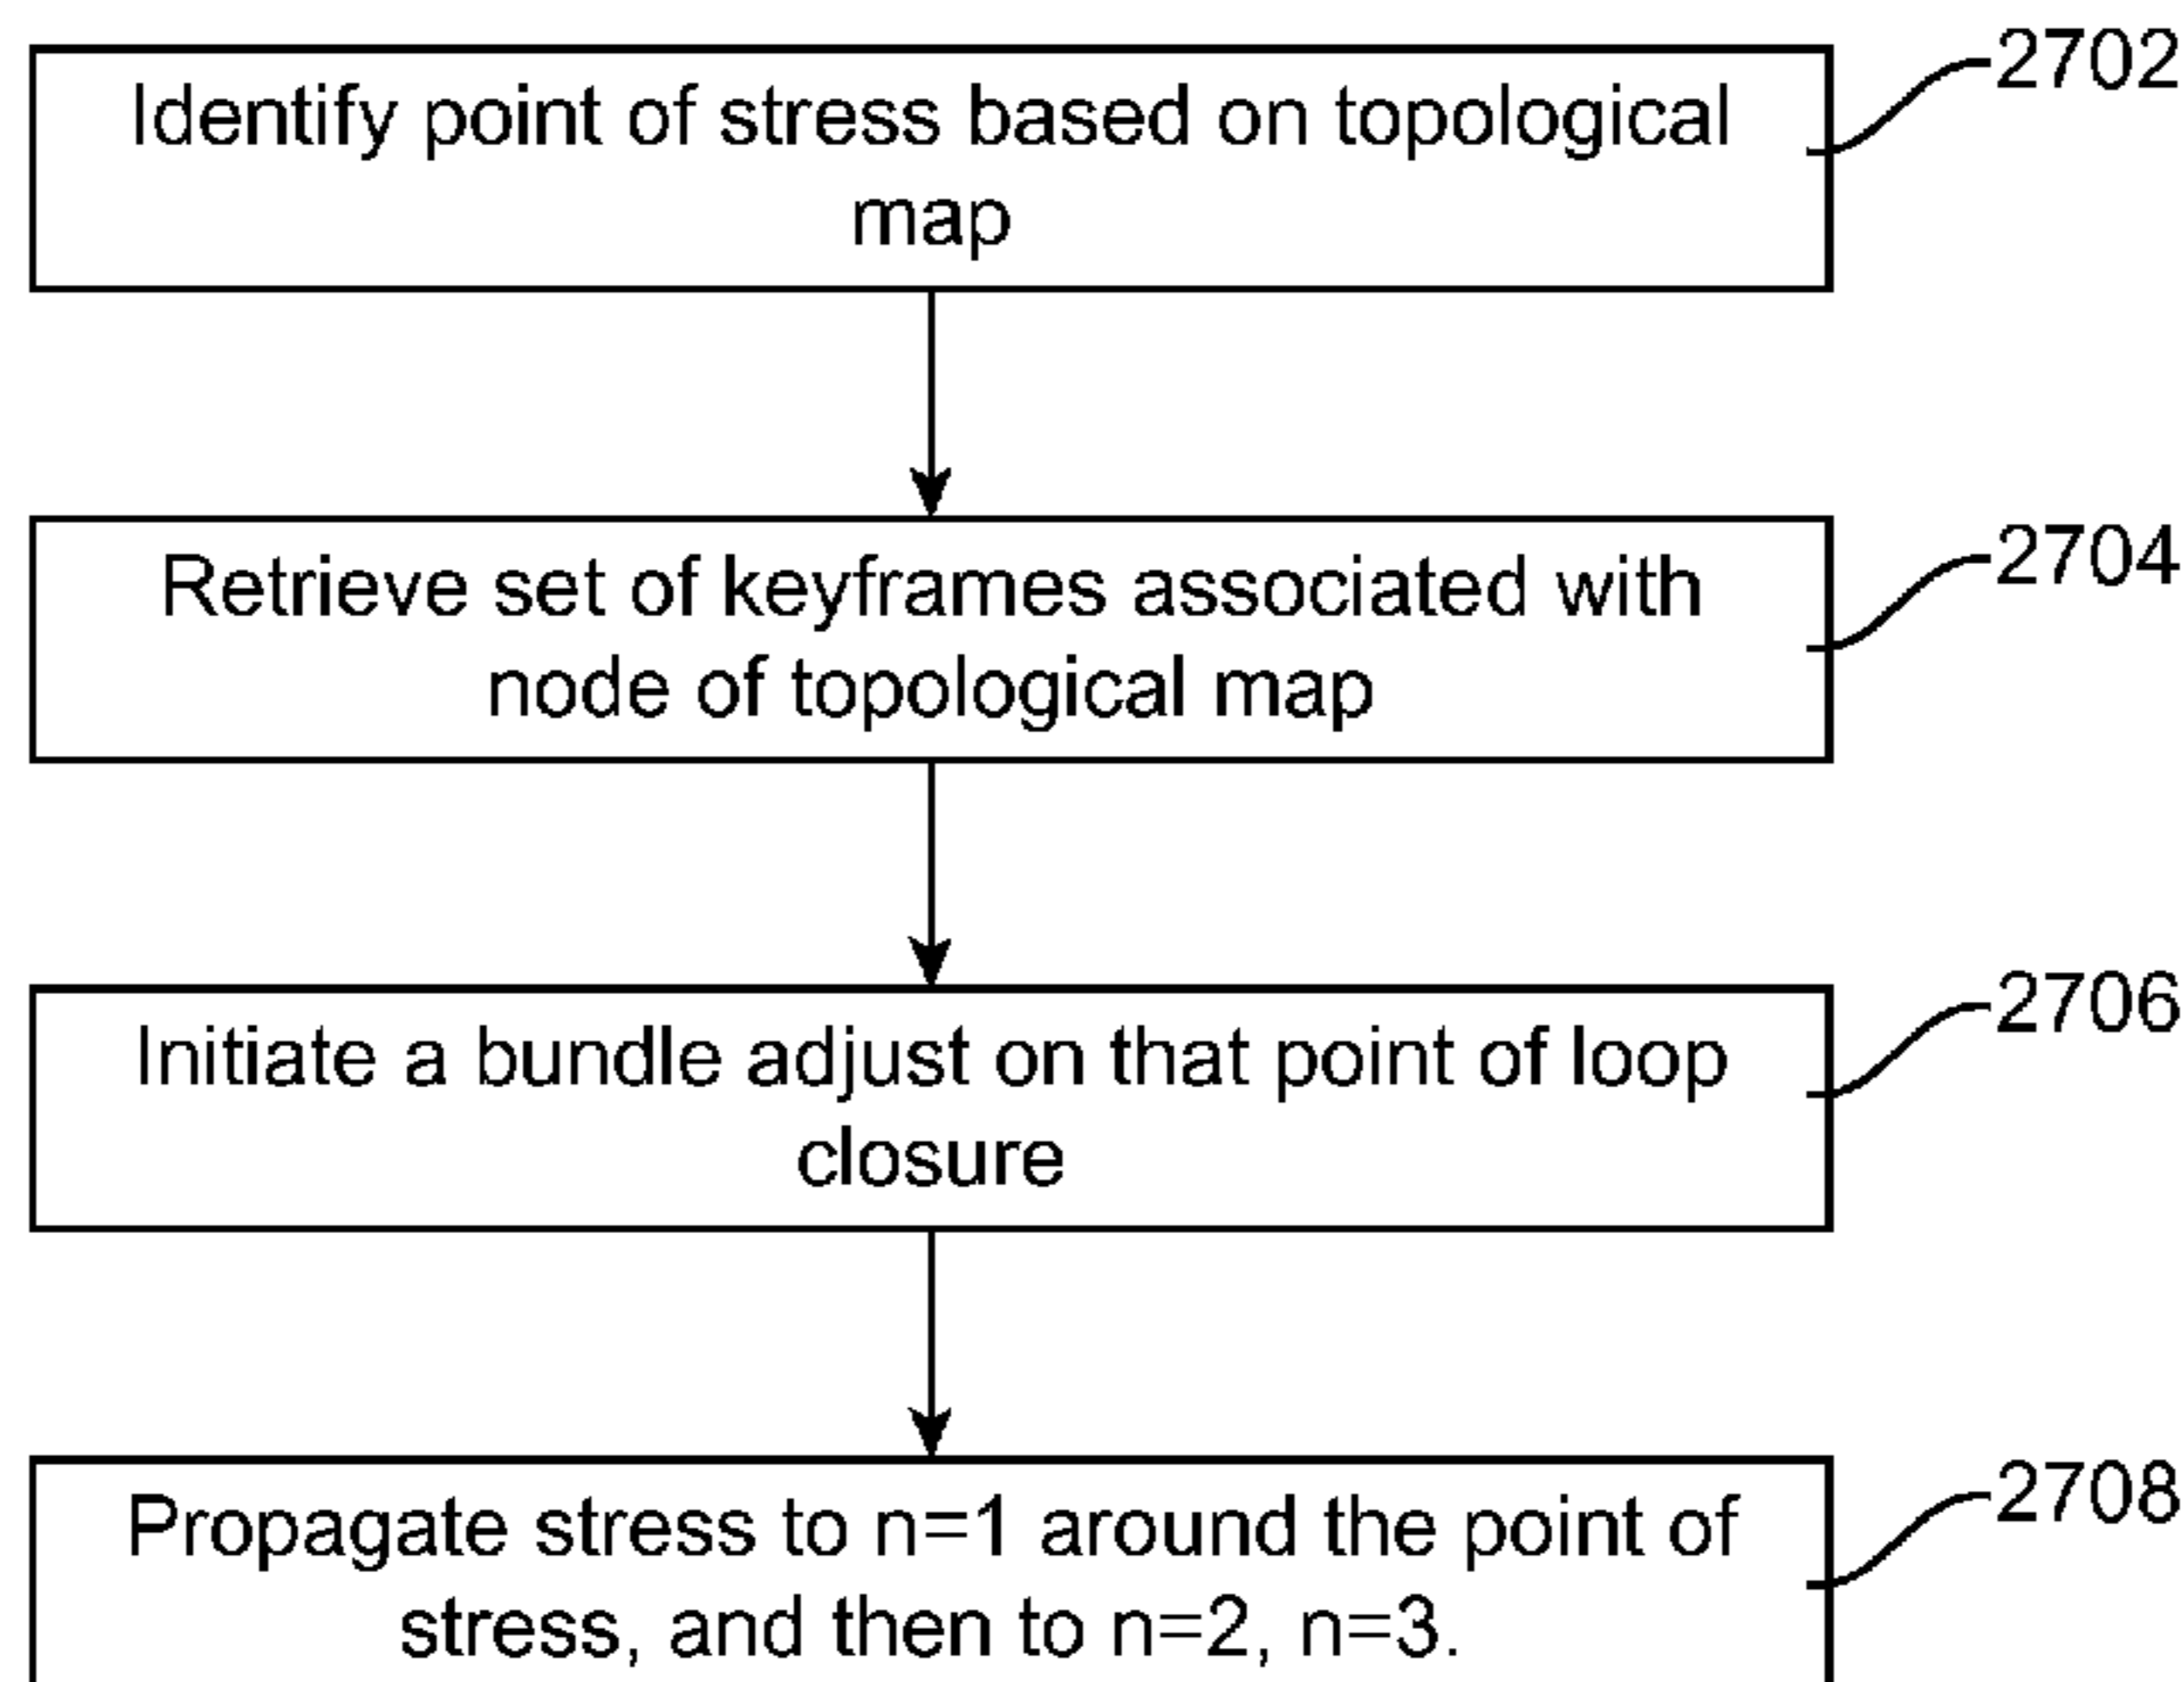 Identify point of stress based on topological
map
2702
Retrieve set of keyframes associated with
node of topological map
2704
Initiate a bundle adjust on that point of loop
closure
2706
Propagate stress to n=1 around the point of
stress, and then to n=2, n=3.
2708